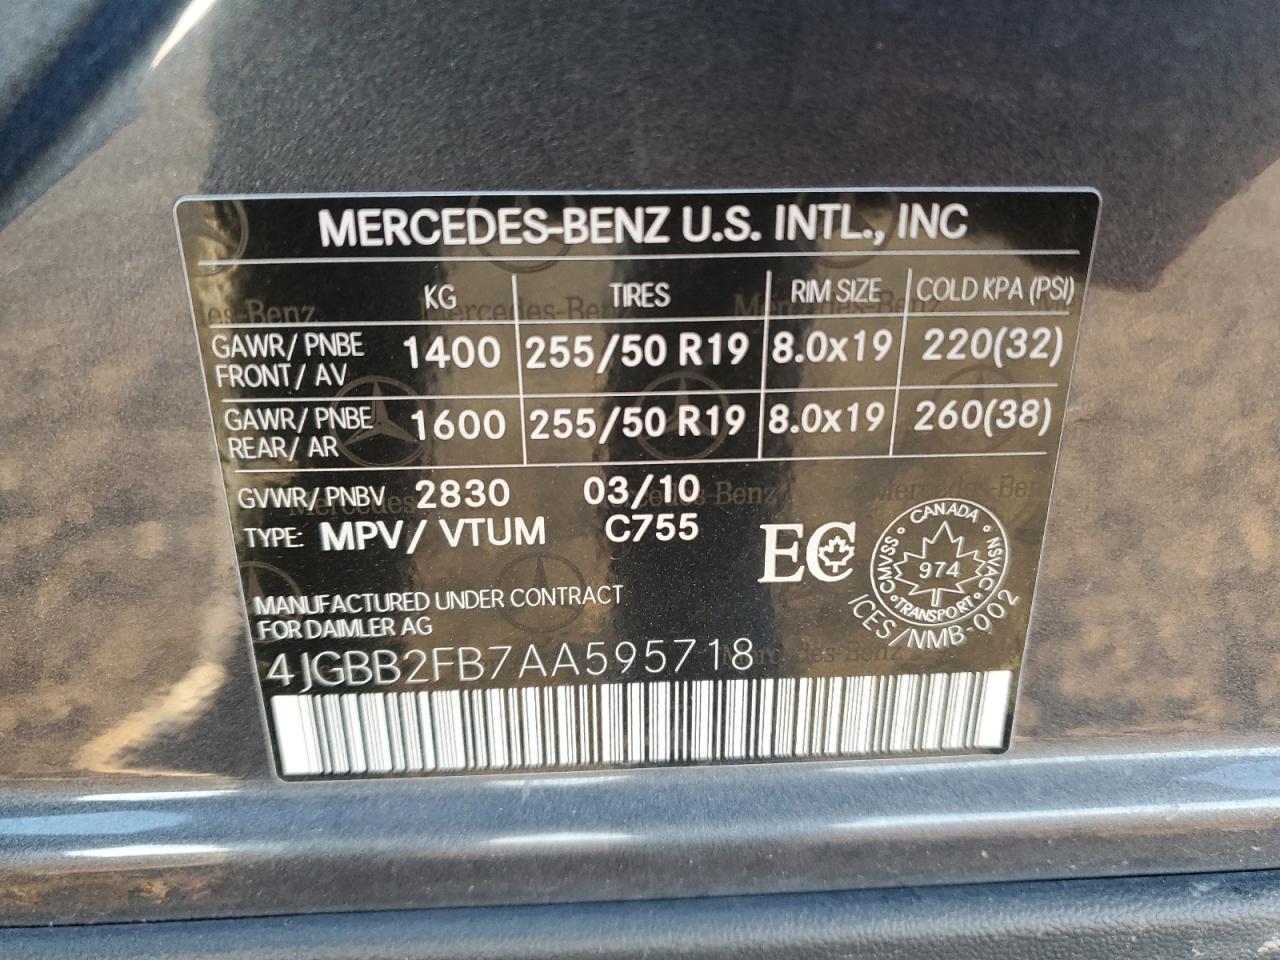 MERCEDES-BENZ U.S. INTL., INC
KG TIRES RIM SIZE COLD KPA (PSI)
GAWR/ PNBE FRONT/ AV 1400 255/50 R19 8.0x19 220(32)
GAWR/ PNBE REAR/ AR 1600 255/50 R19 8.0x19 260(38)
GVWR/ PNBV 2830 03/10
TYPE: MPV/ VTUM C755
EC
CANADA
CMVSS NSVAC
974
TRANSPORT
ICES/NMB-002
MANUFACTURED UNDER CONTRACT
FOR DAIMLER AG
4JGBB2FB7AA595718